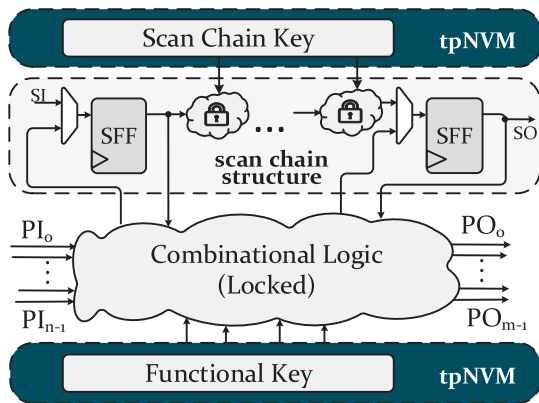 Scan Chain Key
tpNVM
SI
SFF
...
SFF
SO
scan chain
structure
PI₀
PIₙ₋₁
Combinational Logic
(Locked)
PO₀
POₘ₋₁
Functional Key
tpNVM